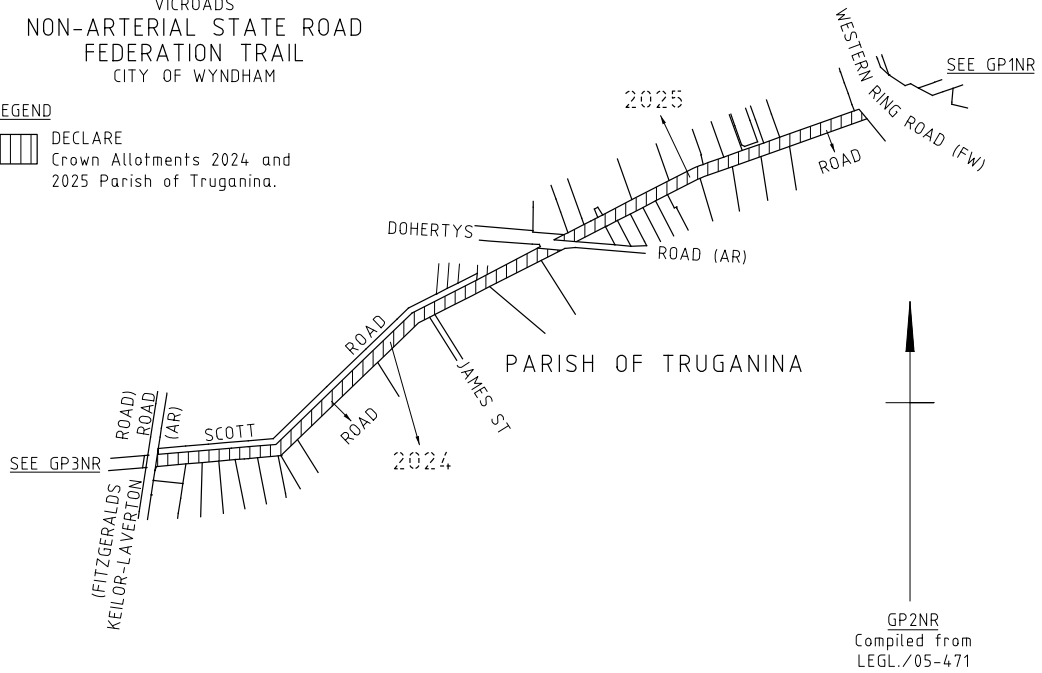 VICROADS
NON-ARTERIAL STATE ROAD
FEDERATION TRAIL
CITY OF WYNDHAM
EGEND
DECLARE
Crown Allotments 2024 and
2025 Parish of Truganina.
WESTERN RING ROAD (FW)
SEE GP1NR
2025
ROAD
DOHERTYS
ROAD (AR)
ROAD
PARISH OF TRUGANINA
JAMES ST
ROAD
2024
SCOTT
ROAD)
ROAD
(AR)
SEE GP3NR
(FITZGERALDS
KEILOR-LAVERTON
GP2NR
Compiled from
LEGL./05-471